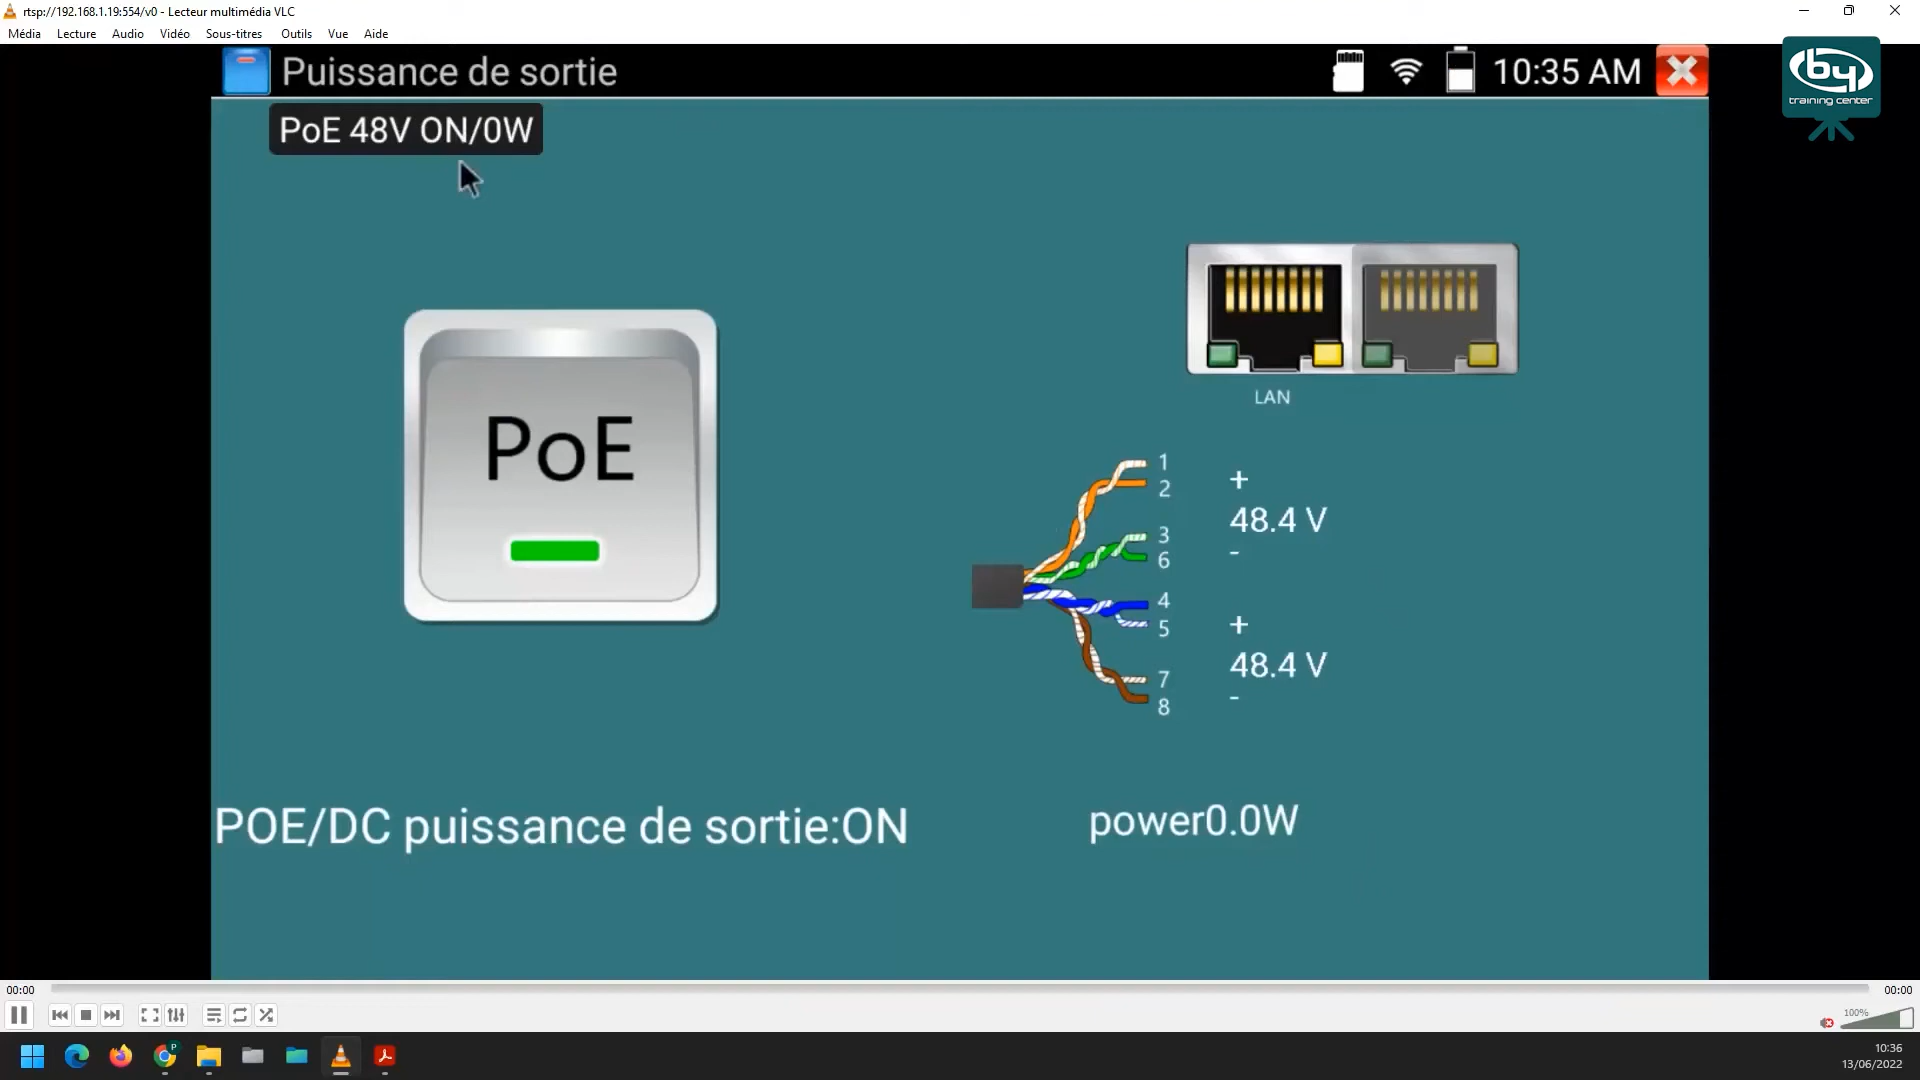 rtsp://192.168.1.19:554/v0 - Lecteur multimédia VLC
Média Lecture Audio Vidéo Sous-titres Outils Vue Aide
Puissance de sortie
10:35 AM
by
training center
PoE 48V ON/0W
PoE
LAN
1
2
+
48.4 V
3
-
6
4
5
+
48.4 V
7
-
8
POE/DC puissance de sortie:ON
power0.0W
00:00
00:00
100%
P
10:36
13/06/2022